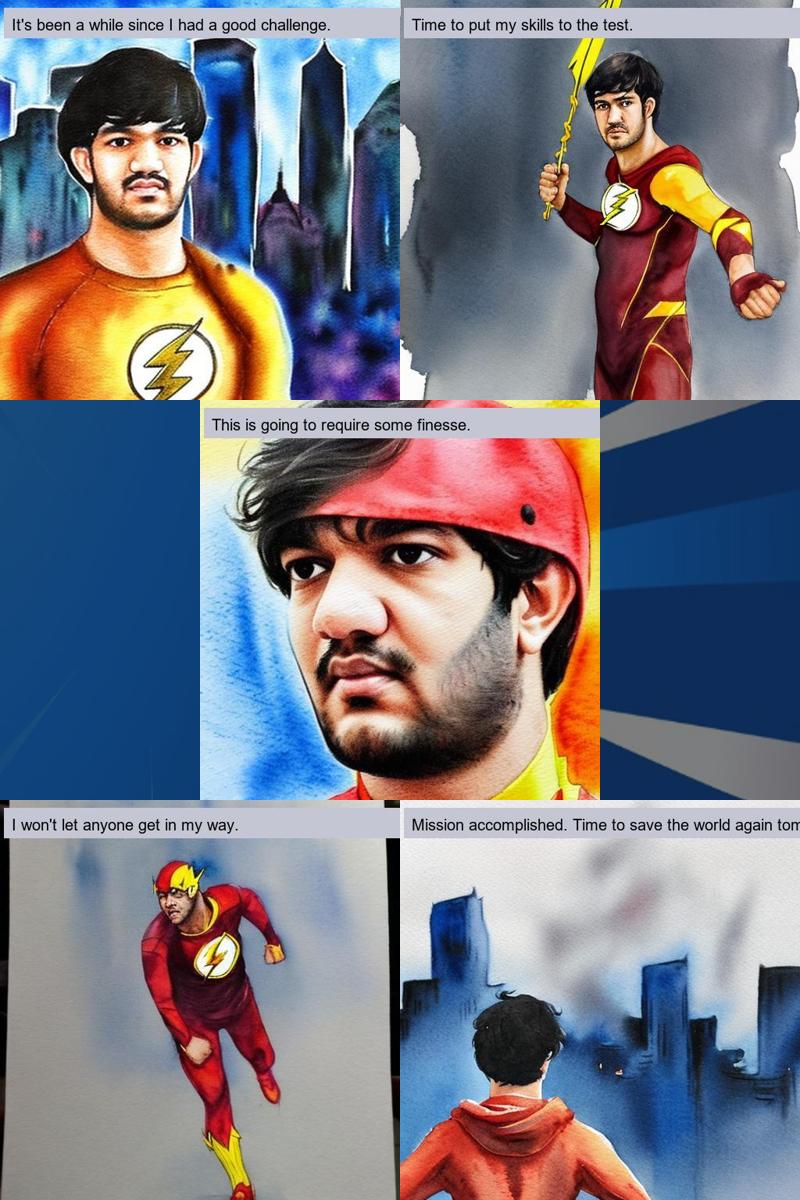 It's been a while since I had a good challenge.
Time to put my skills to the test.
This is going to require some finesse.
I won't let anyone get in my way.
Mission accomplished. Time to save the world again tom